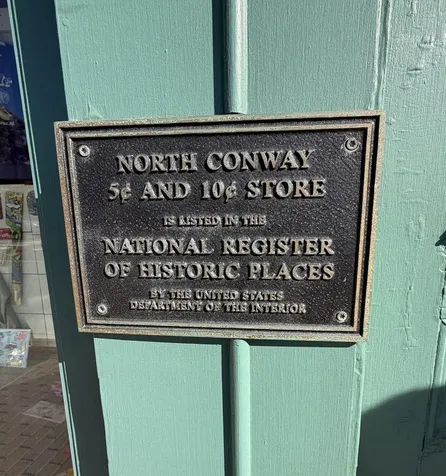 NORTH CONWAY
5¢ AND 10¢ STORE
IS LISTED IN THE
NATIONAL REGISTER
OF HISTORIC PLACES
BY THE UNITED STATES
DEPARTMENT OF THE INTERIOR